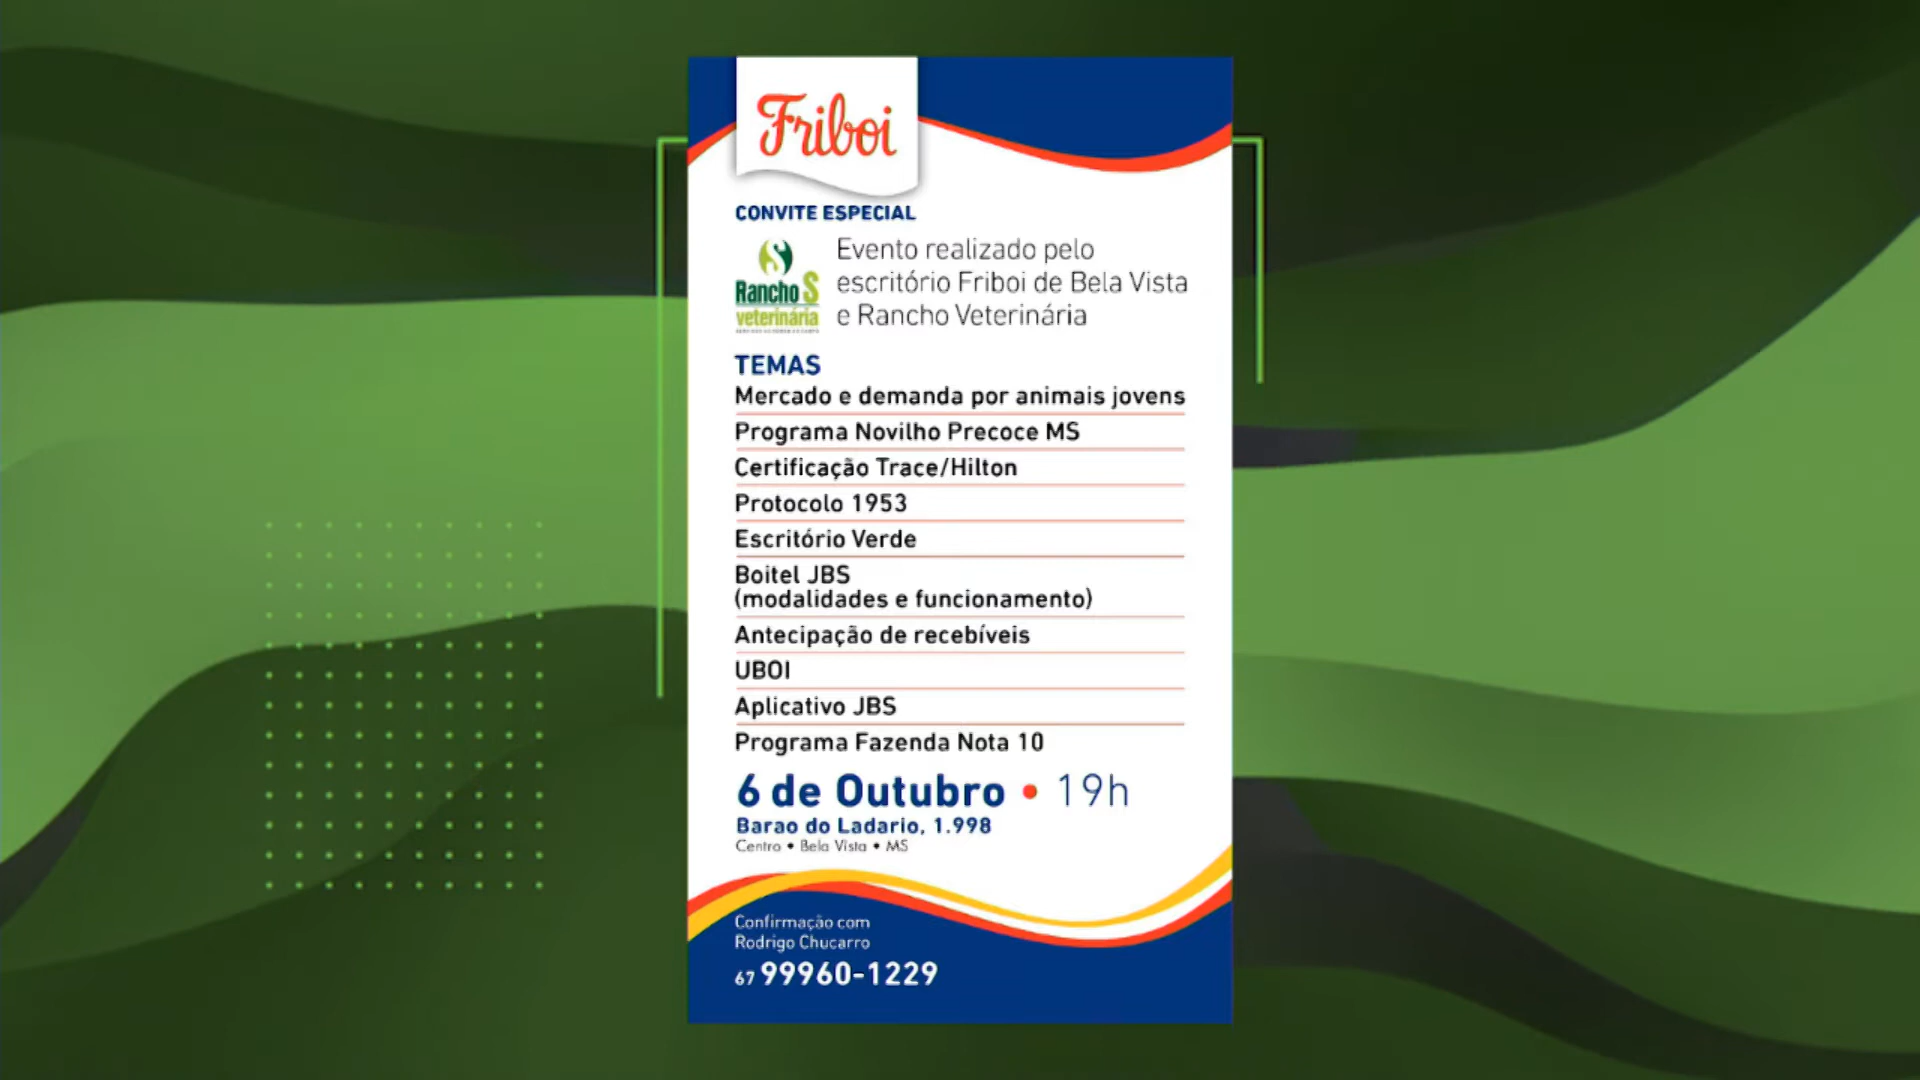 Friboi
CONVITE ESPECIAL
Rancho S
veterinária
Evento realizado pelo
escritório Friboi de Bela Vista
e Rancho Veterinária
TEMAS
Mercado e demanda por animais jovens
Programa Novilho Precoce MS
Certificação Trace/Hilton
Protocolo 1953
Escritório Verde
Boitel JBS
(modalidades e funcionamento)
Antecipação de recebíveis
UBOI
Aplicativo JBS
Programa Fazenda Nota 10
6 de Outubro • 19h
Barao do Ladario, 1.998
Centro • Bela Vista • MS
Confirmação com
Rodrigo Chucarro
67 99960-1229